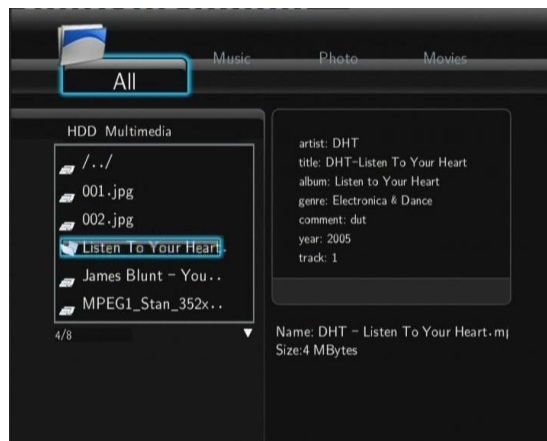 Music Photo Movies
All
HDD Multimedia
/../
001.jpg
002.jpg
Listen To Your Heart.
James Blunt - You..
MPEG1_Stan_352x..
4/8
artist: DHT
title: DHT-Listen To Your Heart
album: Listen to Your Heart
genre: Electronica & Dance
comment: dut
year: 2005
track: 1
Name: DHT - Listen To Your Heart.mp
Size:4 MBytes